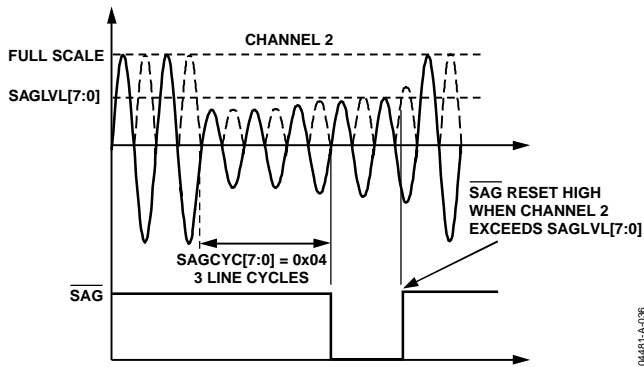 CHANNEL 2
FULL SCALE
SAGLVL[7:0]
SAG RESET HIGH
WHEN CHANNEL 2
EXCEEDS SAGLVL[7:0]
SAGCYC[7:0] = 0x04
3 LINE CYCLES
SAG
04481-A-036